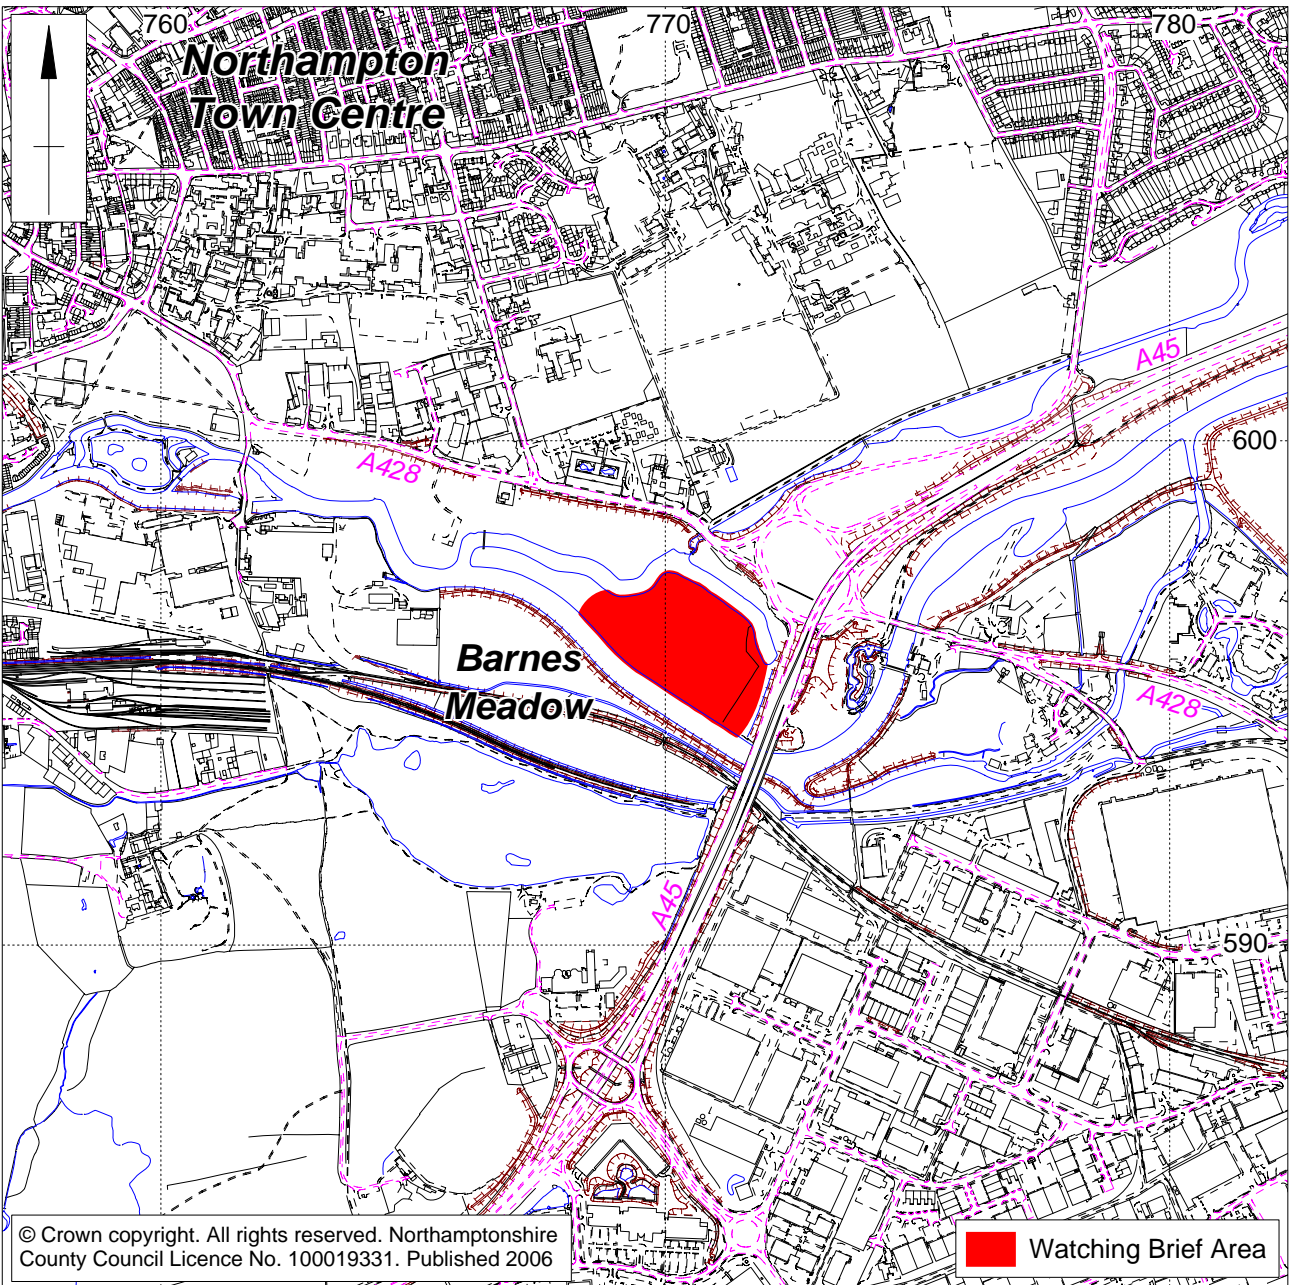 760
770
780
Northampton
Town Centre
A45
600
A428
Barnes
Meadow
A428
A45
590
© Crown copyright. All rights reserved. Northamptonshire
County Council Licence No. 100019331. Published 2006
Watching Brief Area